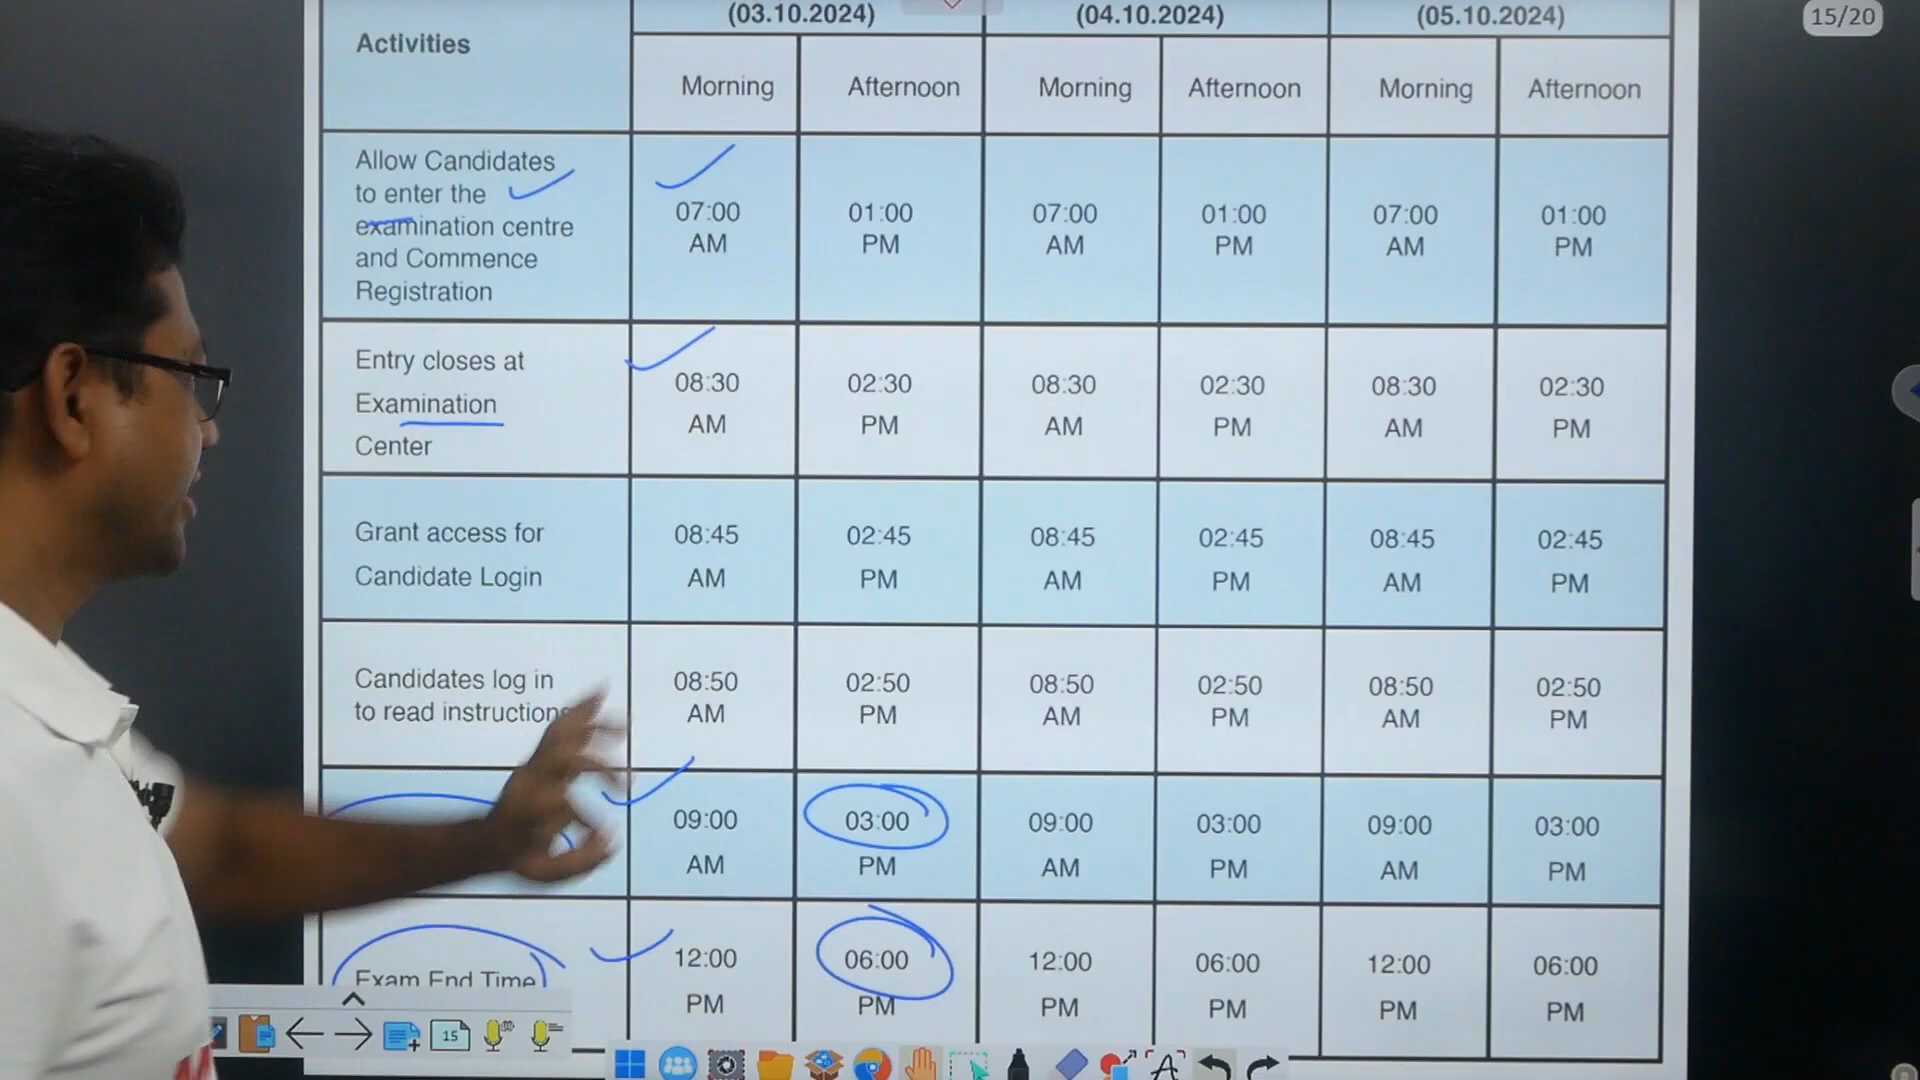 15/20
Activities
(03.10.2024) (04.10.2024) (05.10.2024)
Morning Afternoon Morning Afternoon Morning Afternoon
Allow Candidates
to enter the
examination centre
and Commence
Registration
07:00 01:00 07:00 01:00 07:00 01:00
AM PM AM PM AM PM
Entry closes at
Examination
Center
08:30 02:30 08:30 02:30 08:30 02:30
AM PM AM PM AM PM
Grant access for
Candidate Login
08:45 02:45 08:45 02:45 08:45 02:45
AM PM AM PM AM PM
Candidates log in
to read instructions
08:50 02:50 08:50 02:50 08:50 02:50
AM PM AM PM AM PM
09:00 03:00 09:00 03:00 09:00 03:00
AM PM AM PM AM PM
Exam End Time
12:00 06:00 12:00 06:00 12:00 06:00
PM PM PM PM PM PM
15